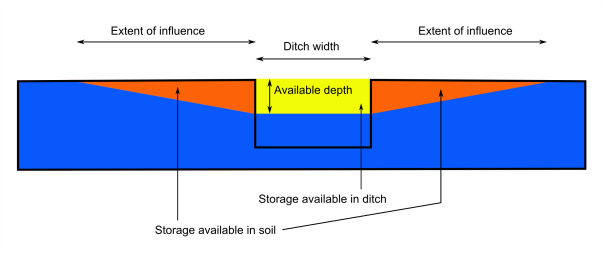 Extent of influence
Extent of influence
Ditch width
Available depth
Storage available in ditch
Storage available in soil